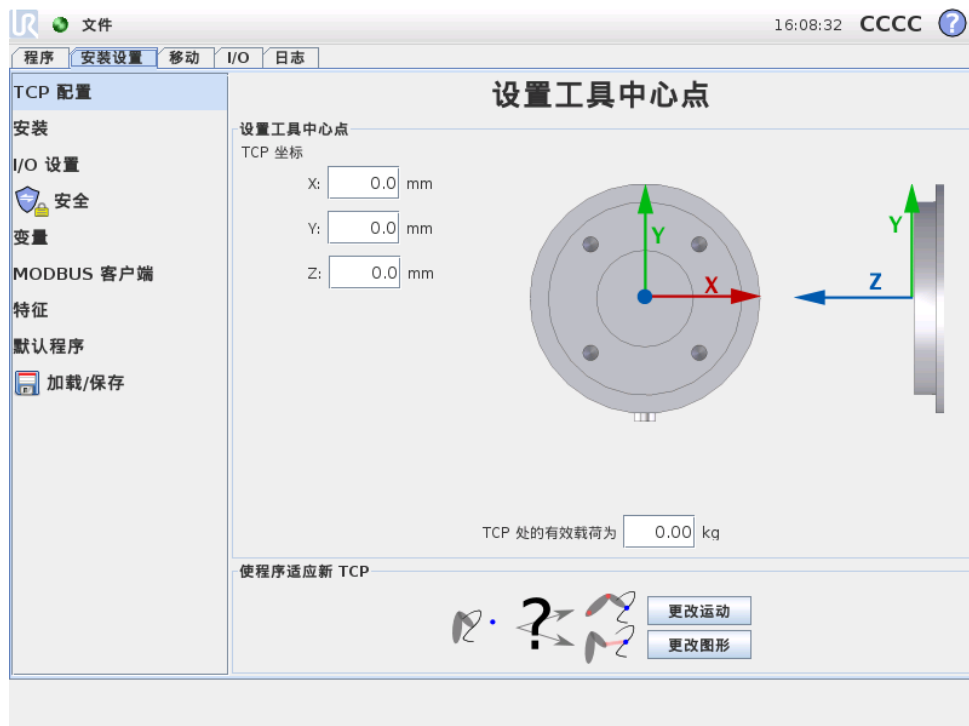 UR 文件 16:08:32 CCCC ?
程序 安装设置 移动 I/O 日志
TCP 配置
安装
I/O 设置
安全
变量
MODBUS 客户端
特征
默认程序
加载/保存
设置工具中心点
设置工具中心点
TCP 坐标
X: 0.0 mm
Y: 0.0 mm
Z: 0.0 mm
Y
X
Y
Z
TCP 处的有效载荷为 0.00 kg
使程序适应新 TCP
?
更改运动
更改图形